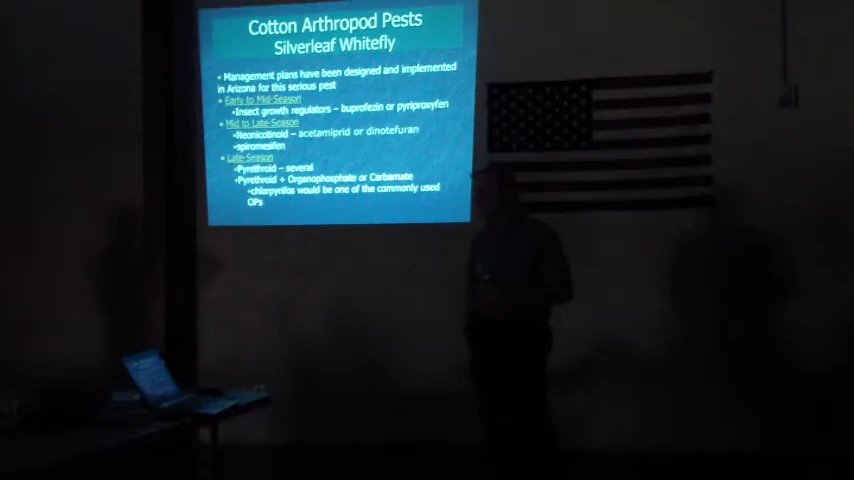 Cotton Arthropod Pests
Silverleaf Whitefly
• Management plans have been designed and implemented
in Arizona for this serious pest
• Early to Mid-Season
•Insect growth regulators – buprofezin or pyriproxyfen
• Mid to Late-Season
•Neonicotinoid – acetamiprid or dinotefuran
•spiromesifen
• Late-Season
•Pyrethroid – several
•Pyrethroid + Organophosphate or Carbamate
•chlorpyrifos would be one of the commonly used
OPs